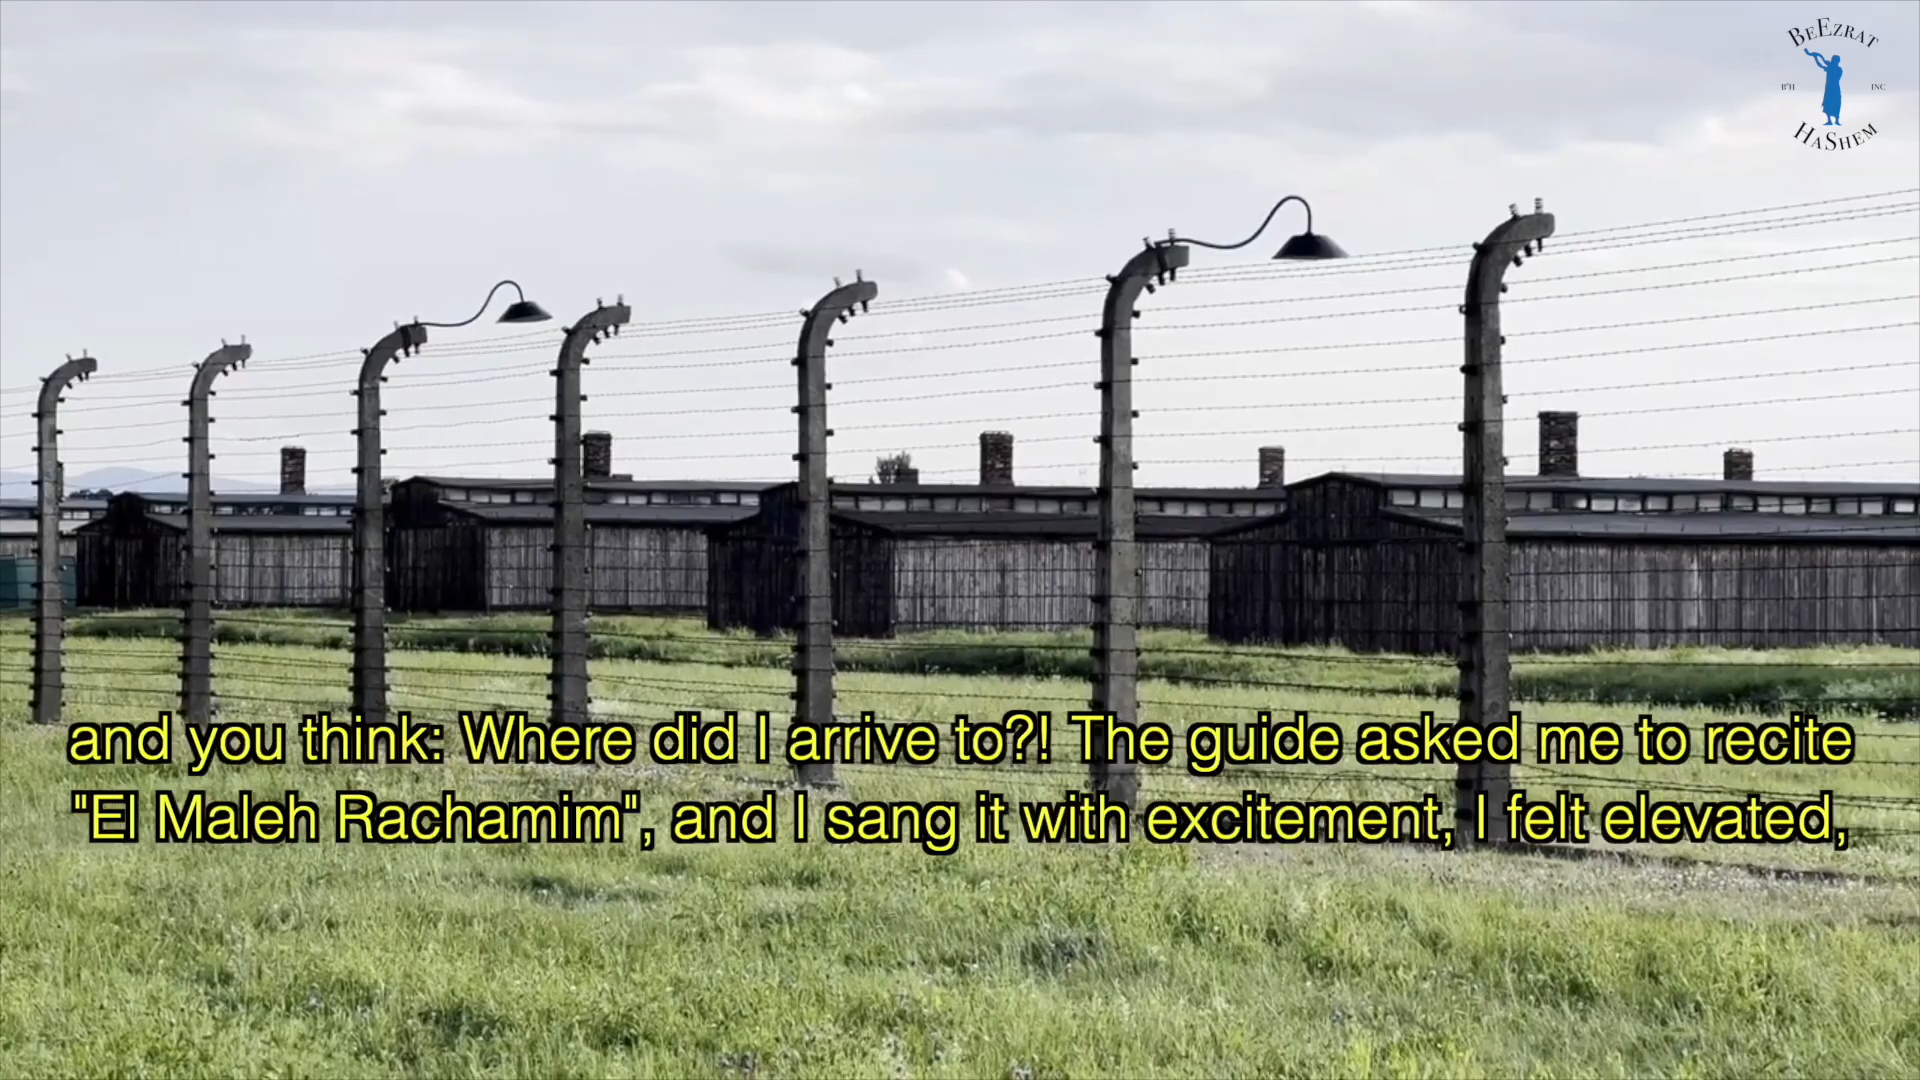 BeEzrat
B"H
INC
HaShem
and you think: Where did I arrive to?! The guide asked me to recite
"El Maleh Rachamim", and I sang it with excitement, I felt elevated,